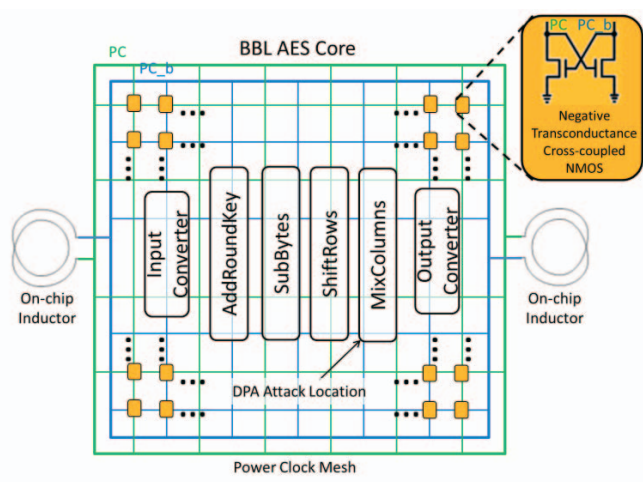 PC PC_b
PC
BBL AES Core
PC_b
Negative
Transconductance
Cross-coupled
NMOS
Input
Converter
AddRoundKey
SubBytes
ShiftRows
MixColumns
Output
Converter
On-chip
Inductor
On-chip
Inductor
DPA Attack Location
Power Clock Mesh